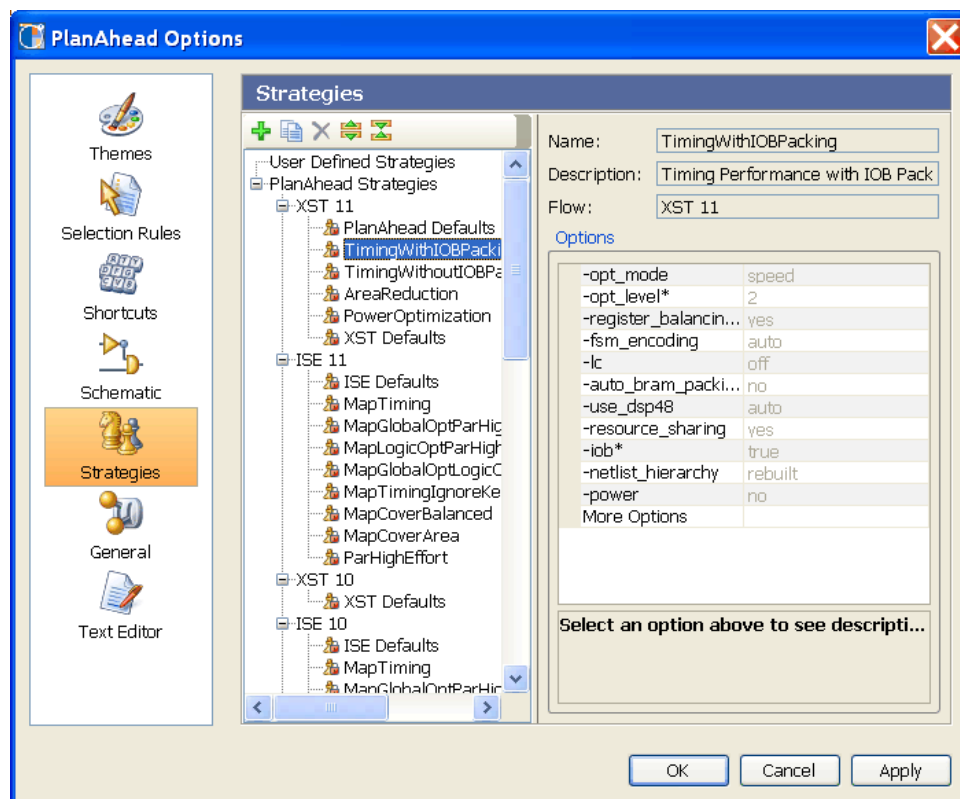 PlanAhead Options
Themes
Selection Rules
Shortcuts
Schematic
Strategies
General
Text Editor
Strategies
User Defined Strategies
PlanAhead Strategies
XST 11
PlanAhead Defaults
TimingWithIOBPacki
TimingWithoutIOBPa
AreaReduction
PowerOptimization
XST Defaults
ISE 11
ISE Defaults
MapTiming
MapGlobalOptParHig
MapLogicOptParHigh
MapGlobalOptLogicO
MapTimingIgnoreKe
MapCoverBalanced
MapCoverArea
ParHighEffort
XST 10
XST Defaults
ISE 10
ISE Defaults
MapTiming
MapGlobalOptParHig
Name: TimingWithIOBPacking
Description: Timing Performance with IOB Pack
Flow: XST 11
Options
-opt_mode speed
-opt_level* 2
-register_balancin... yes
-fsm_encoding auto
-lc off
-auto_bram_packi... no
-use_dsp48 auto
-resource_sharing yes
-iob* true
-netlist_hierarchy rebuilt
-power no
More Options
Select an option above to see descripti...
OK Cancel Apply